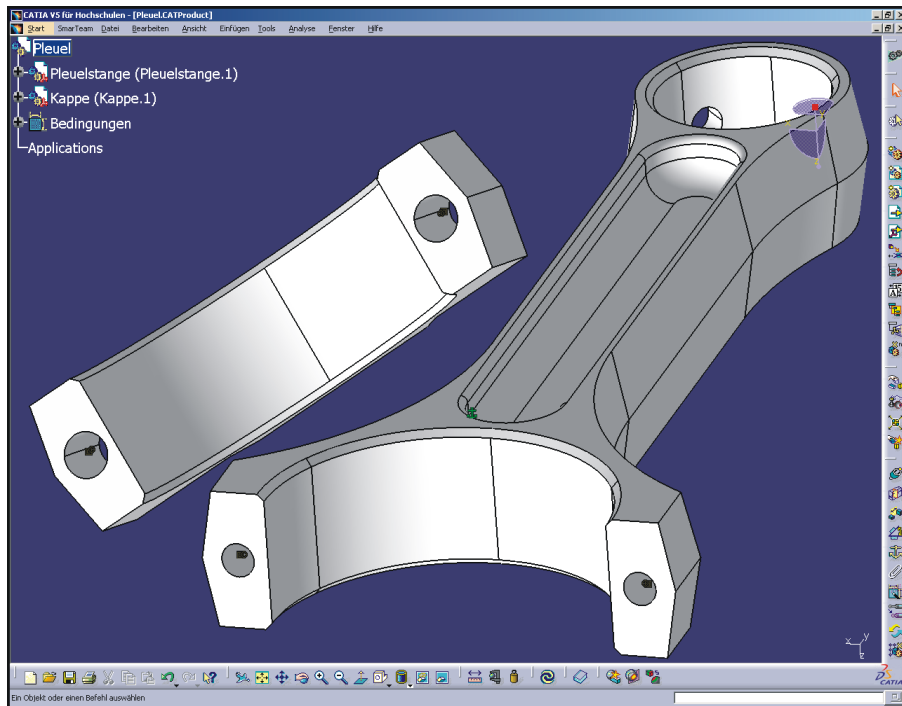 CATIA V5 für Hochschulen - [Pleuel.CATProduct]
Start SmarTeam Datei Bearbeiten Ansicht Einfügen Tools Analyse Fenster Hilfe
Pleuel
Pleuelstange (Pleuelstange.1)
Kappe (Kappe.1)
Bedingungen
Applications
x y
z
CATIA
Ein Objekt oder einen Befehl auswählen